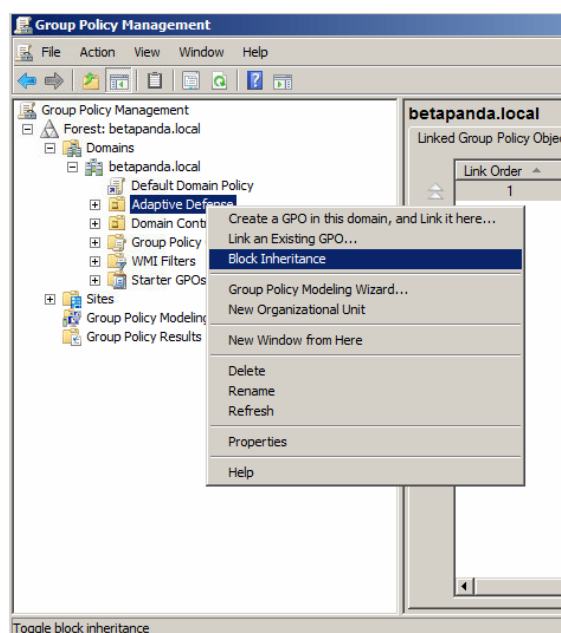 Group Policy Management
File Action View Window Help
Group Policy Management
Forest: betapanda.local
Domains
betapanda.local
Default Domain Policy
Adaptive Defense
Domain Contr
Group Policy
WMI Filters
Starter GPOs
Sites
Group Policy Modeling
Group Policy Results
betapanda.local
Linked Group Policy Objec
Link Order
1
Create a GPO in this domain, and Link it here...
Link an Existing GPO...
Block Inheritance
Group Policy Modeling Wizard...
New Organizational Unit
New Window from Here
Delete
Rename
Refresh
Properties
Help
Toggle block inheritance